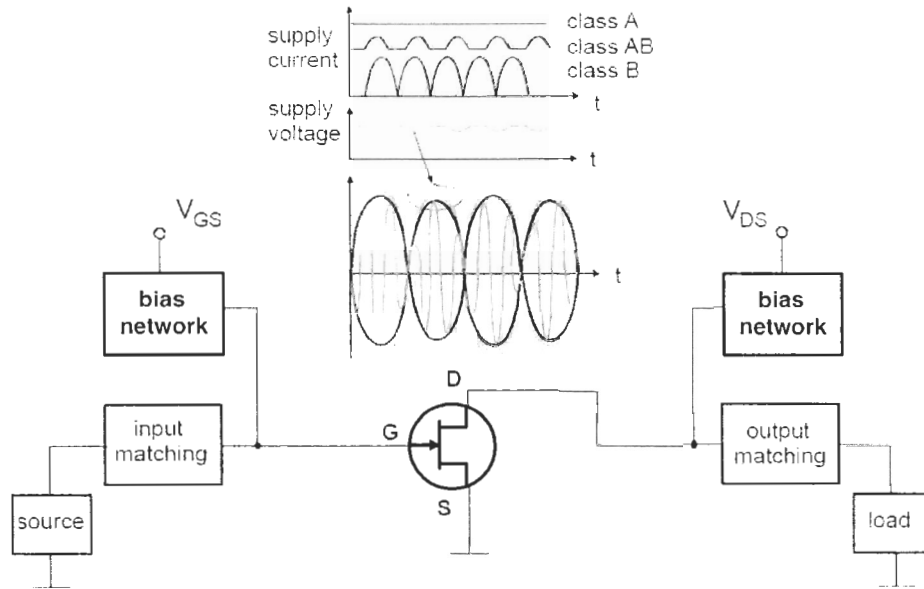 supply
current
class A
class AB
class B
t
supply
voltage
t
t
V_GS
bias
network
V_DS
bias
network
D
G
S
input
matching
output
matching
source
load